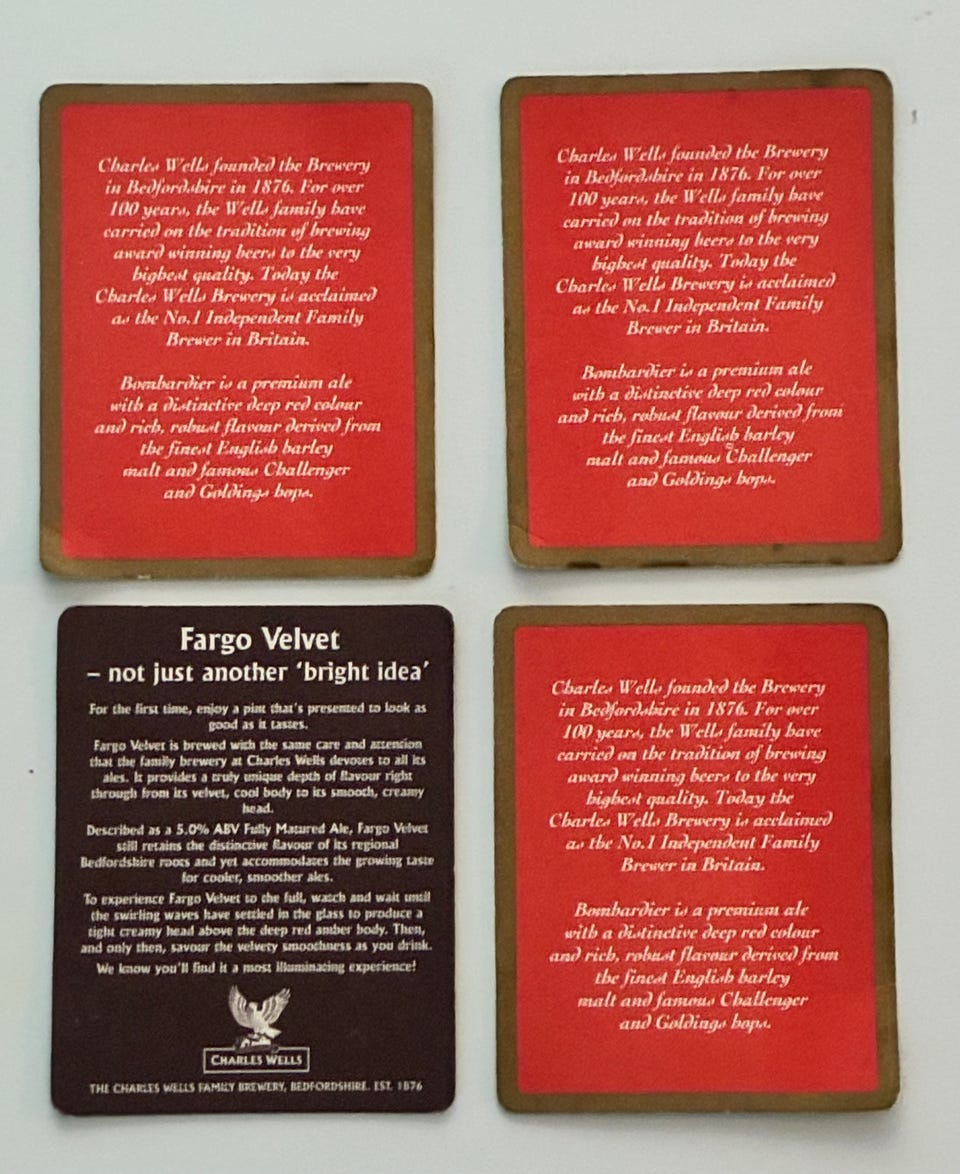 Charles Wells founded the Brewery
in Bedfordshire in 1876. For over
100 years, the Wells family have
carried on the tradition of brewing
award winning beers to the very
highest quality. Today the
Charles Wells Brewery is acclaimed
as the No.1 Independent Family
Brewer in Britain.
Bombardier is a premium ale
with a distinctive deep red colour
and rich, robust flavour derived from
the finest English barley
malt and famous Challenger
and Goldings hops.
Charles Wells founded the Brewery
in Bedfordshire in 1876. For over
100 years, the Wells family have
carried on the tradition of brewing
award winning beers to the very
highest quality. Today the
Charles Wells Brewery is acclaimed
as the No.1 Independent Family
Brewer in Britain.
Bombardier is a premium ale
with a distinctive deep red colour
and rich, robust flavour derived from
the finest English barley
malt and famous Challenger
and Goldings hops.
Fargo Velvet
– not just another ‘bright idea’
For the first time, enjoy a pint that's presented to look as
good as it tastes.
Fargo Velvet is brewed with the same care and attention
that the family brewery at Charles Wells devotes to all its
ales. It provides a truly unique depth of flavour right
through from its velvet, cool body to its smooth, creamy
head.
Described as a 5.0% ABV Fully Matured Ale, Fargo Velvet
still retains the distinctive flavour of its regional
Bedfordshire roots and yet accommodates the growing taste
for cooler, smoother ales.
To experience Fargo Velvet to the full, watch and wait until
the swirling waves have settled in the glass to produce a
tight creamy head above the deep red amber body. Then,
and only then, savour the velvety smoothness as you drink.
We know you'll find it a most illuminating experience!
CHARLES WELLS
THE CHARLES WELLS FAMILY BREWERY, BEDFORDSHIRE. EST. 1876
Charles Wells founded the Brewery
in Bedfordshire in 1876. For over
100 years, the Wells family have
carried on the tradition of brewing
award winning beers to the very
highest quality. Today the
Charles Wells Brewery is acclaimed
as the No.1 Independent Family
Brewer in Britain.
Bombardier is a premium ale
with a distinctive deep red colour
and rich, robust flavour derived from
the finest English barley
malt and famous Challenger
and Goldings hops.